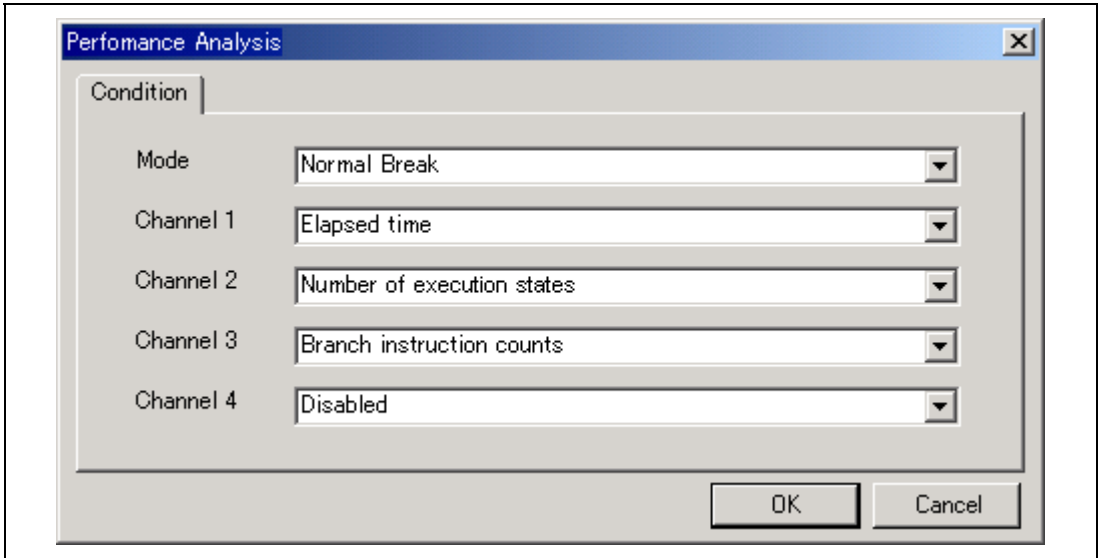 Perfomance Analysis
Condition
Mode Normal Break
Channel 1 Elapsed time
Channel 2 Number of execution states
Channel 3 Branch instruction counts
Channel 4 Disabled
OK Cancel